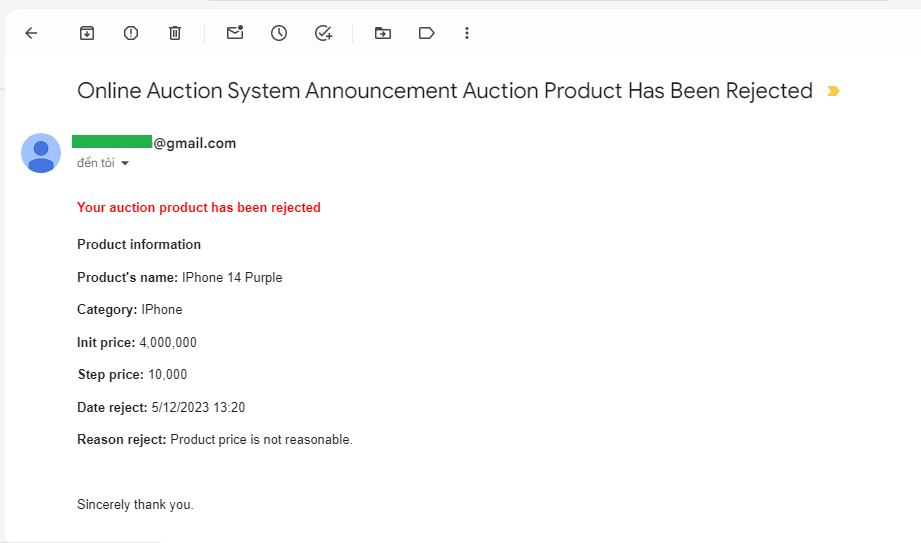 Online Auction System Announcement Auction Product Has Been Rejected
@gmail.com
đến tôi
Your auction product has been rejected
Product information
Product's name: IPhone 14 Purple
Category: IPhone
Init price: 4,000,000
Step price: 10,000
Date reject: 5/12/2023 13:20
Reason reject: Product price is not reasonable.
Sincerely thank you.